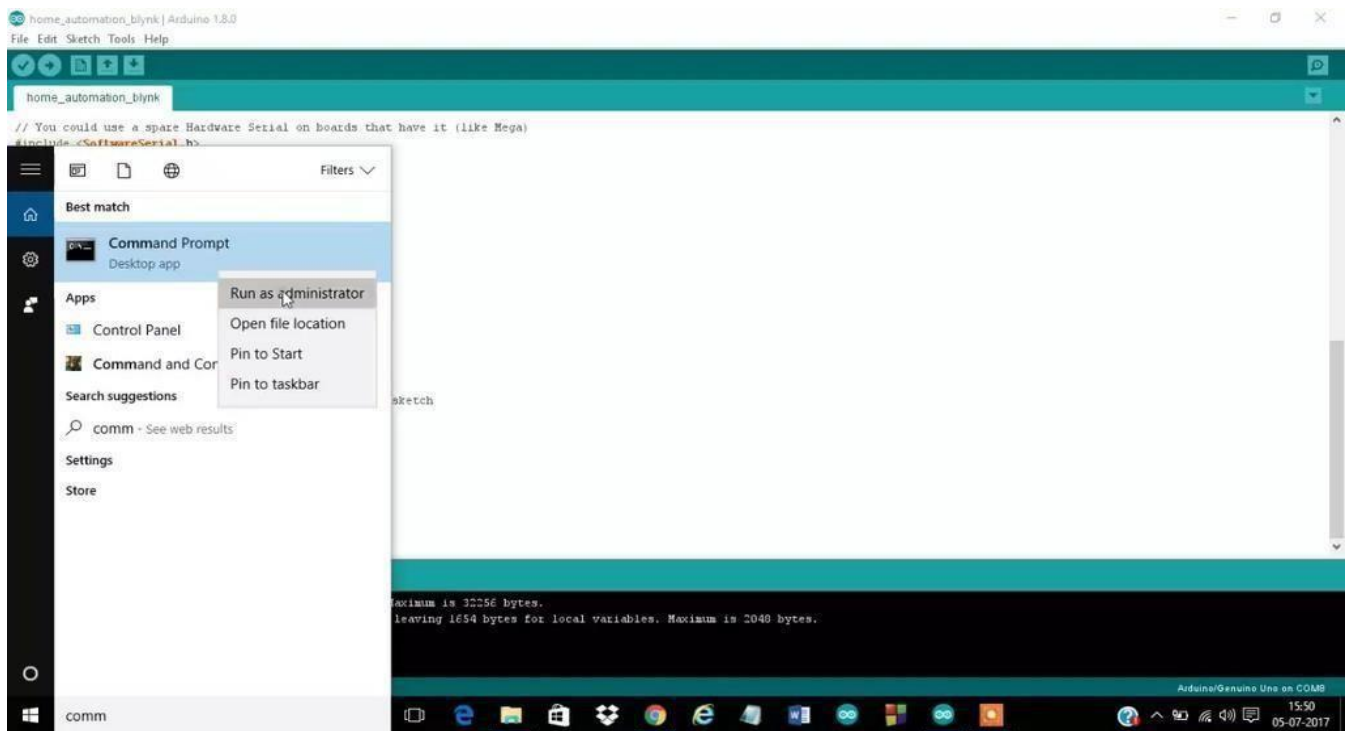 home_automation_blynk | Arduino 1.8.0
File Edit Sketch Tools Help
home_automation_blynk
// You could use a spare Hardware Serial on boards that have it (like Mega)
#include <SoftwareSerial.h>
Filters
Best match
Command Prompt
Desktop app
Run as administrator
Apps
Open file location
Control Panel
Pin to Start
Command and Cor
Pin to taskbar
Search suggestions
sketch
comm - See web results
Settings
Store
Maximum is 32256 bytes.
leaving 1654 bytes for local variables. Maximum is 2048 bytes.
Arduino/Genuino Uno on COM8
comm
15:50
05-07-2017